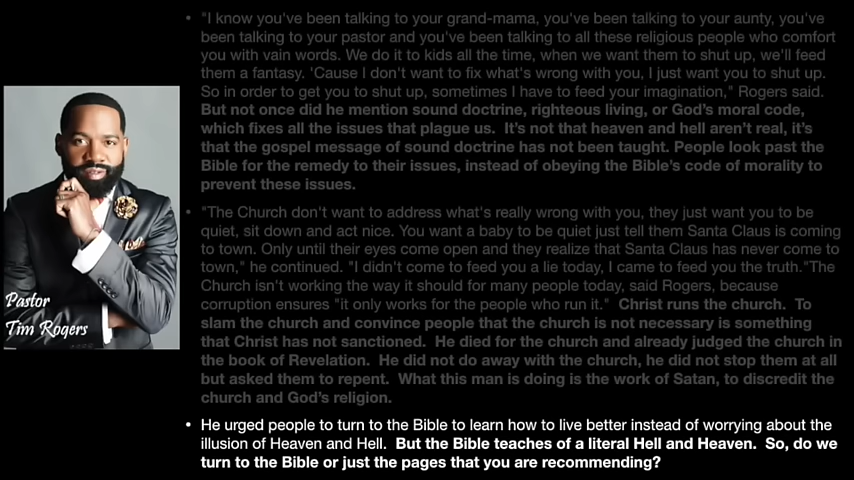 • "I know you've been talking to your grand-mama, you've been talking to your aunty, you've
been talking to your pastor and you've been talking to all these religious people who comfort
you with vain words. We do it to kids all the time, when we want them to shut up, we'll feed
them a fantasy. 'Cause I don't want to fix what's wrong with you, I just want you to shut up.
So in order to get you to shut up, sometimes I have to feed your imagination," Rogers said.
But not once did he mention sound doctrine, righteous living, or God's moral code,
which fixes all the issues that plague us.  It's not that heaven and hell aren't real, it's
that the gospel message of sound doctrine has not been taught. People look past the
Bible for the remedy to their issues, instead of obeying the Bible's code of morality to
prevent these issues.
• "The Church don't want to address what's really wrong with you, they just want you to be
quiet, sit down and act nice. You want a baby to be quiet just tell them Santa Claus is coming
to town. Only until their eyes come open and they realize that Santa Claus has never come to
town," he continued. "I didn't come to feed you a lie today, I came to feed you the truth."The
Church isn't working the way it should for many people today, said Rogers, because
corruption ensures "it only works for the people who run it." Christ runs the church.  To
slam the church and convince people that the church is not necessary is something
that Christ has not sanctioned.  He died for the church and already judged the church in
the book of Revelation.  He did not do away with the church, he did not stop them at all
but asked them to repent.  What this man is doing is the work of Satan, to discredit the
church and God's religion.
• He urged people to turn to the Bible to learn how to live better instead of worrying about the
illusion of Heaven and Hell.  But the Bible teaches of a literal Hell and Heaven.  So, do we
turn to the Bible or just the pages that you are recommending?
Pastor
Tim Rogers